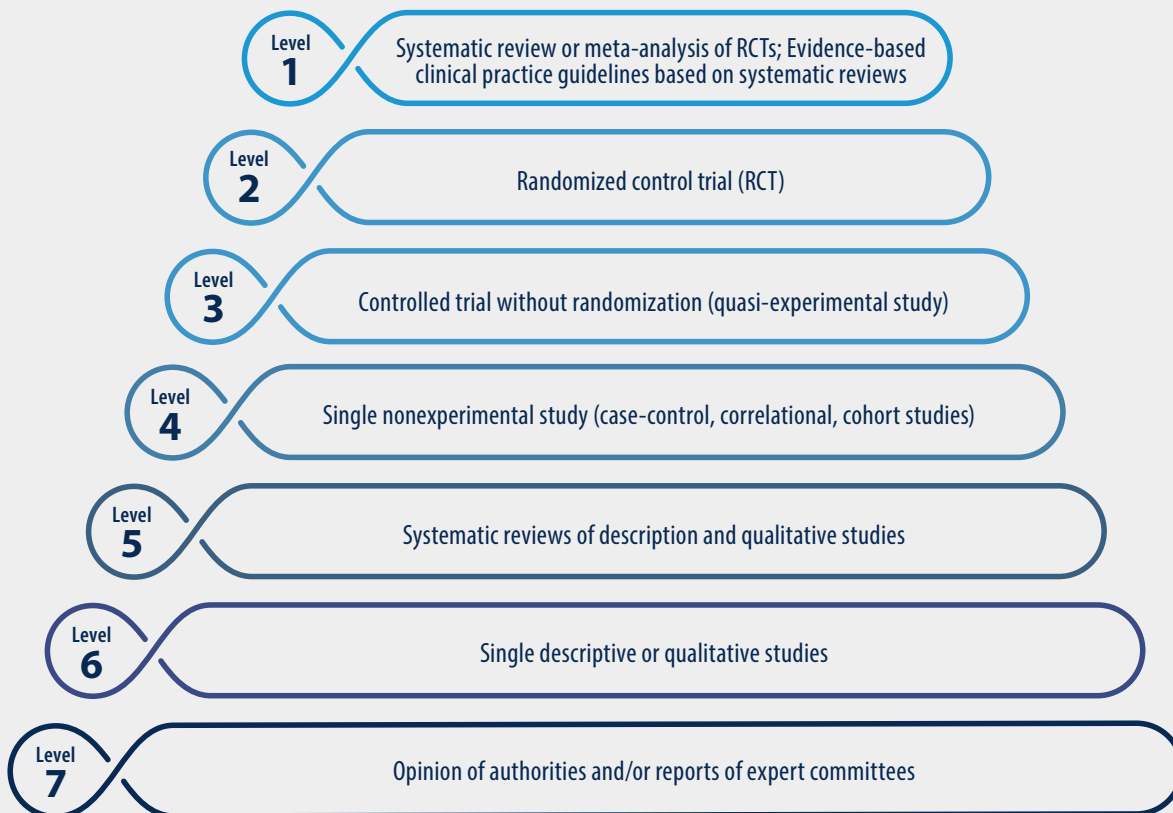 Level
1
Systematic review or meta-analysis of RCTs; Evidence-based
clinical practice guidelines based on systematic reviews
Level
2
Randomized control trial (RCT)
Level
3
Controlled trial without randomization (quasi-experimental study)
Level
4
Single nonexperimental study (case-control, correlational, cohort studies)
Level
5
Systematic reviews of description and qualitative studies
Level
6
Single descriptive or qualitative studies
Level
7
Opinion of authorities and/or reports of expert committees